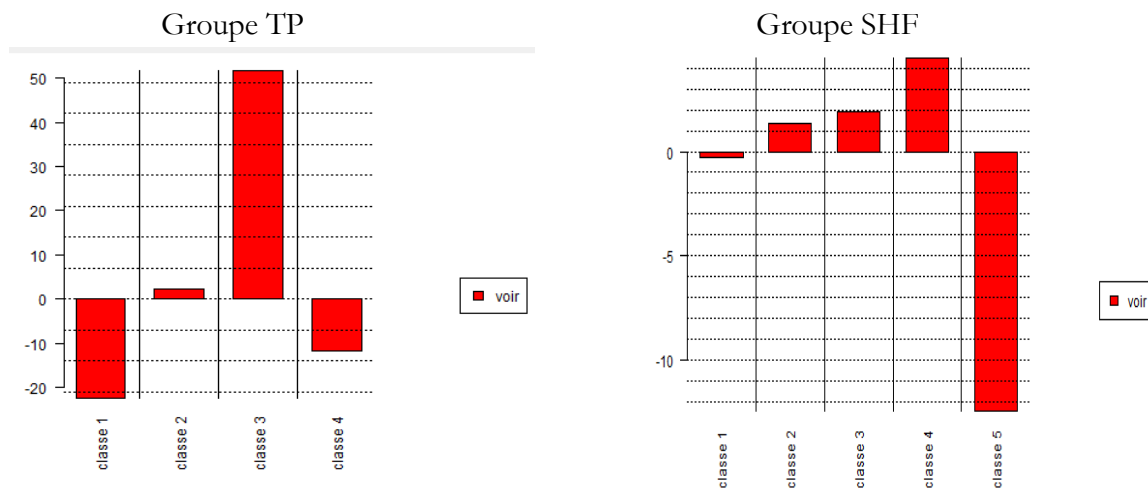 Groupe TP
50
40
30
20
10
0
-10
-20
classe 1
classe 2
classe 3
classe 4
voir
Groupe SHF
0
-5
-10
classe 1
classe 2
classe 3
classe 4
classe 5
voir